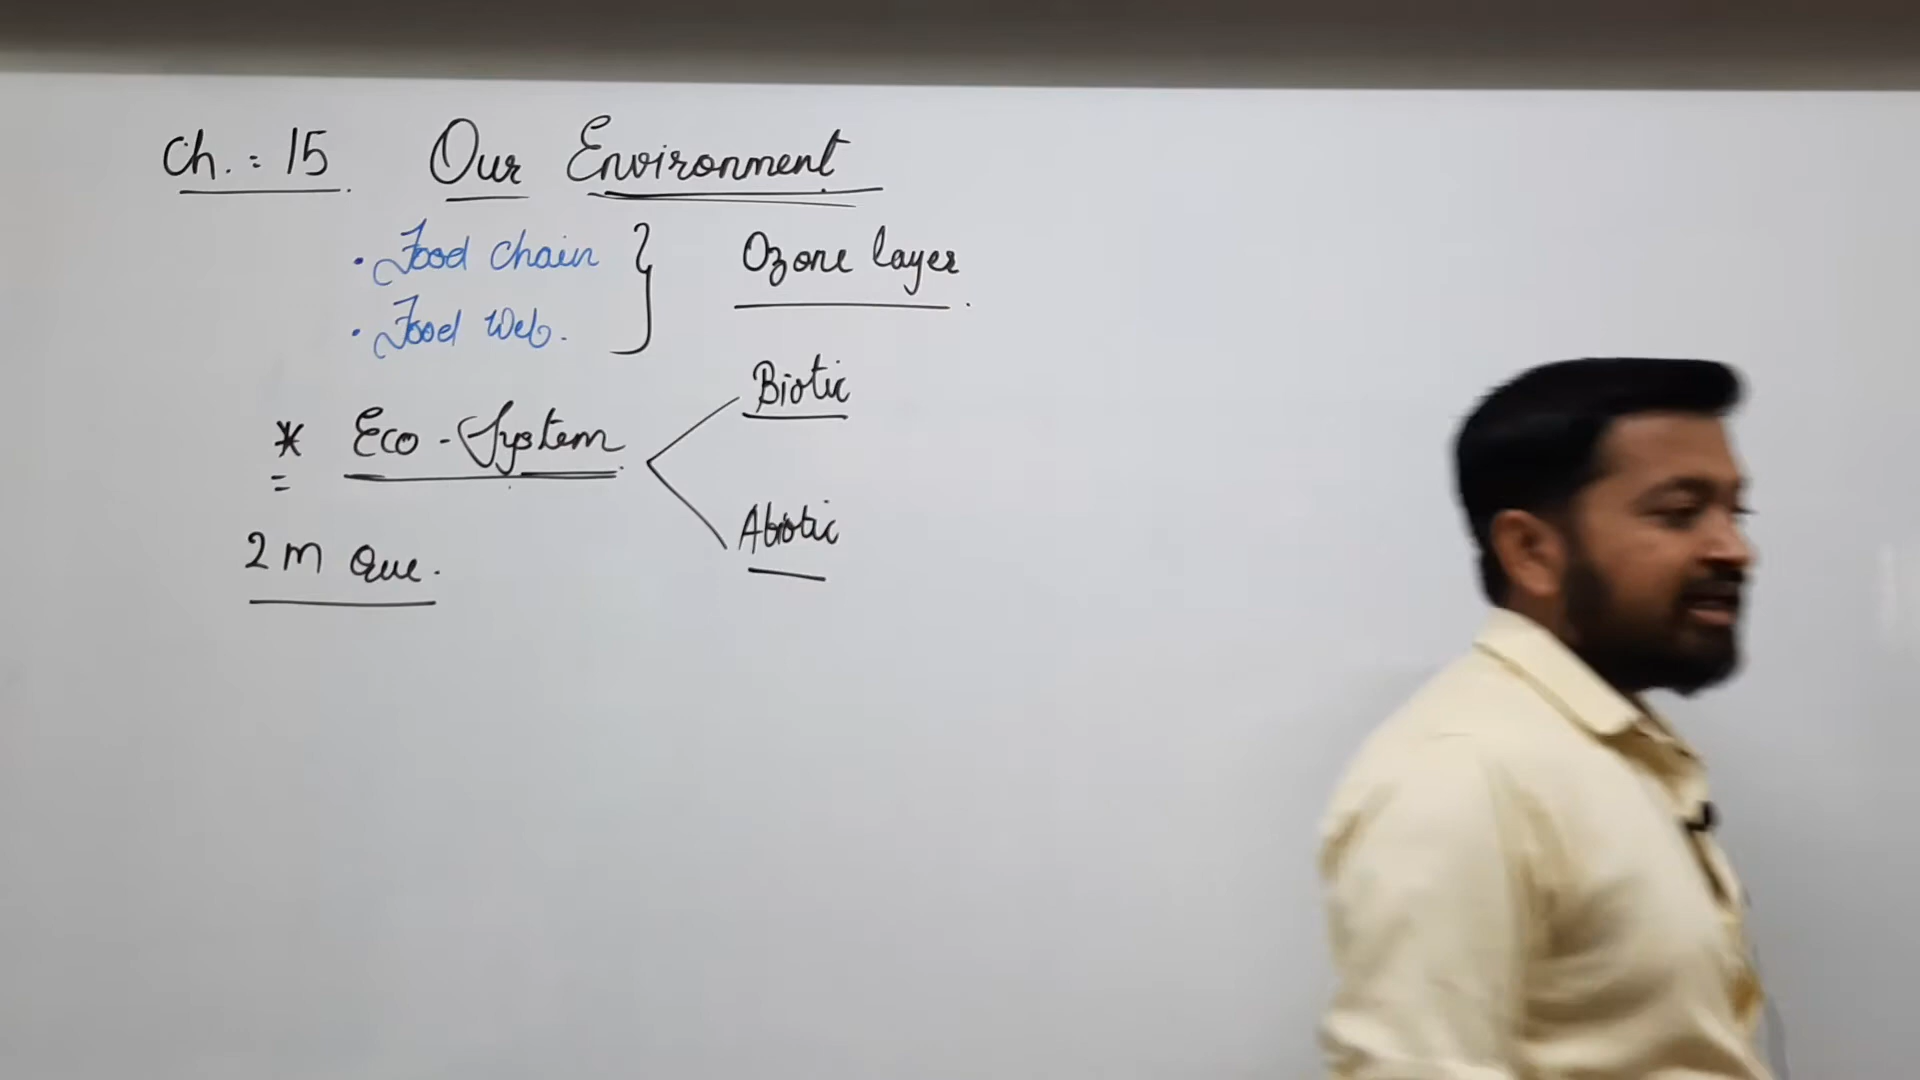 Ch. : 15 Our Environment
• Food Chain
• Food Web.
Ozone layer.
* Eco-System
Biotic
Abiotic
2 m Que.